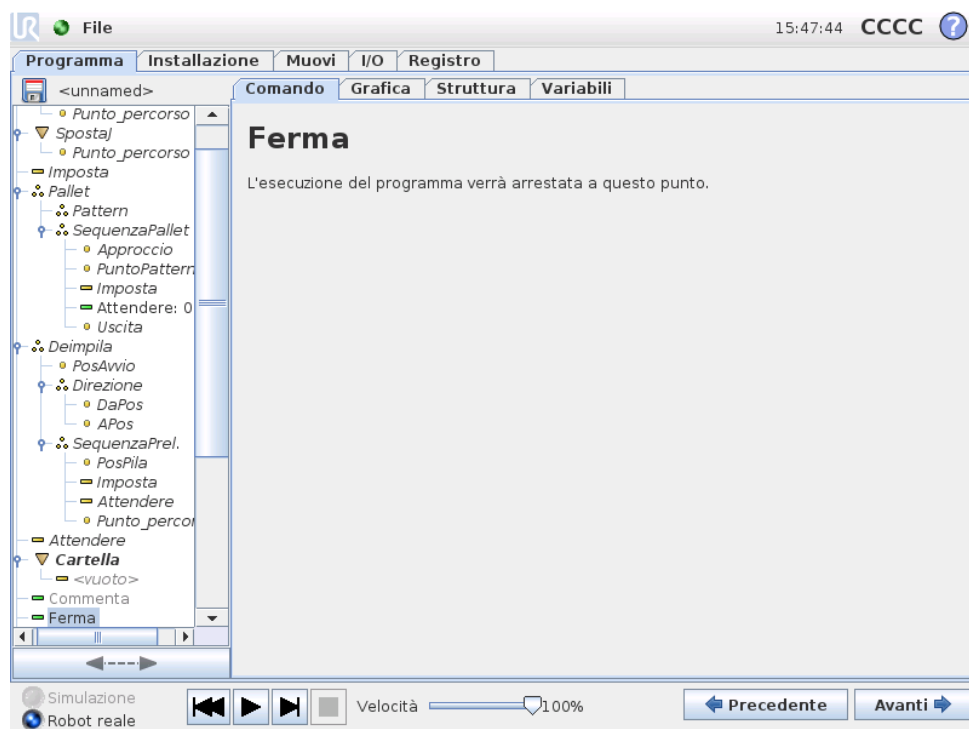 UR File 15:47:44 CCCC ?
Programma Installazione Muovi I/O Registro
<unnamed>
Comando Grafica Struttura Variabili
Punto_percorso
SpostaJ
Punto_percorso
Imposta
Pallet
Pattern
SequenzaPallet
Approccio
PuntoPattern
Imposta
Attendere: 0
Uscita
Deimpila
PosAvvio
Direzione
DaPos
APos
SequenzaPrel.
PosPila
Imposta
Attendere
Punto_percor
Attendere
Cartella
<vuoto>
Commenta
Ferma
Ferma
L'esecuzione del programma verrà arrestata a questo punto.
Simulazione
Robot reale
Velocità 100%
Precedente Avanti